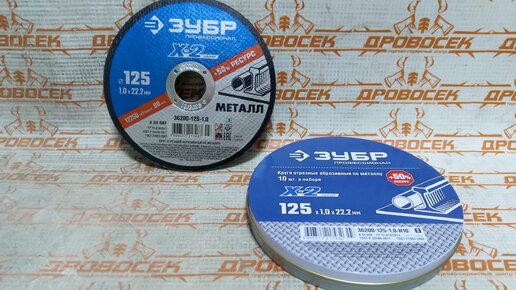 ДРОВОСЕК
ЗУБР
ПРОФЕССИОНАЛ
X-2
+50% РЕСУРС
125
1,0 x 22,2 мм
МЕТАЛЛ
36200-125-1,0
ЗУБР
ПРОФЕССИОНАЛ
Круги отрезные абразивные по металлу
10 шт. в наборе
+50%
РЕСУРС
X-2
125 x 1,0 x 22,2 мм
36200-125-1.0-H10